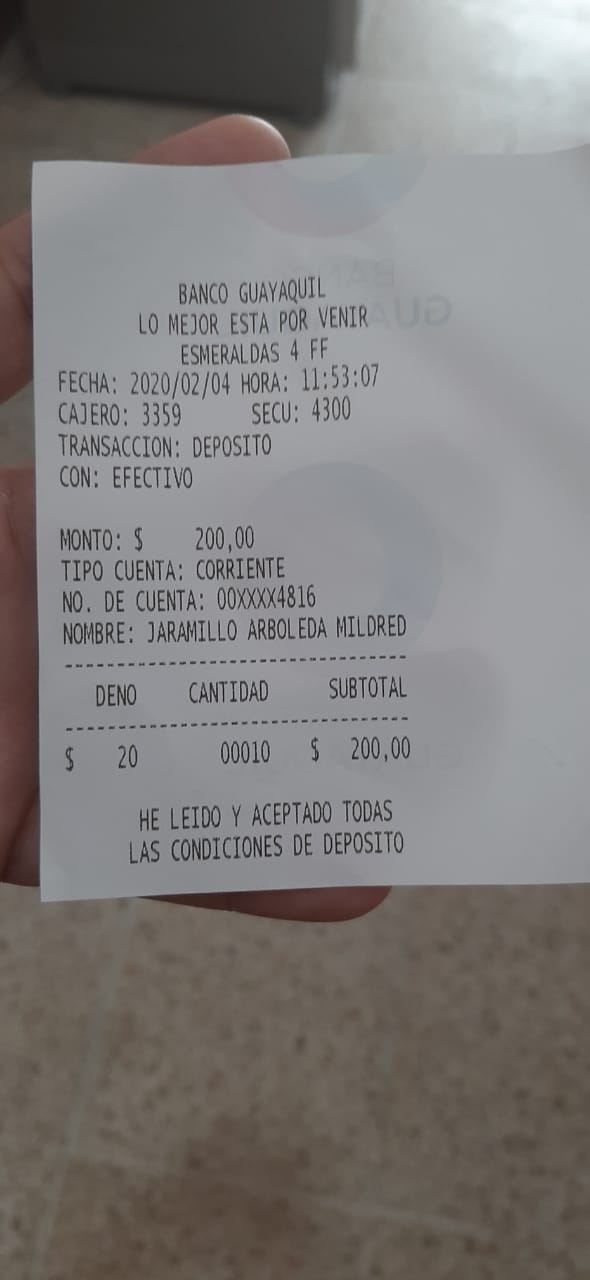 BANCO GUAYAQUIL
LO MEJOR ESTA POR VENIR
ESMERALDAS 4 FF
FECHA: 2020/02/04 HORA: 11:53:07
CAJERO: 3359 SECU: 4300
TRANSACCION: DEPOSITO
CON: EFECTIVO
MONTO: $ 200,00
TIPO CUENTA: CORRIENTE
NO. DE CUENTA: 00XXXX4816
NOMBRE: JARAMILLO ARBOLEDA MILDRED
DENO CANTIDAD SUBTOTAL
$ 20 00010 $ 200,00
HE LEIDO Y ACEPTADO TODAS
LAS CONDICIONES DE DEPOSITO